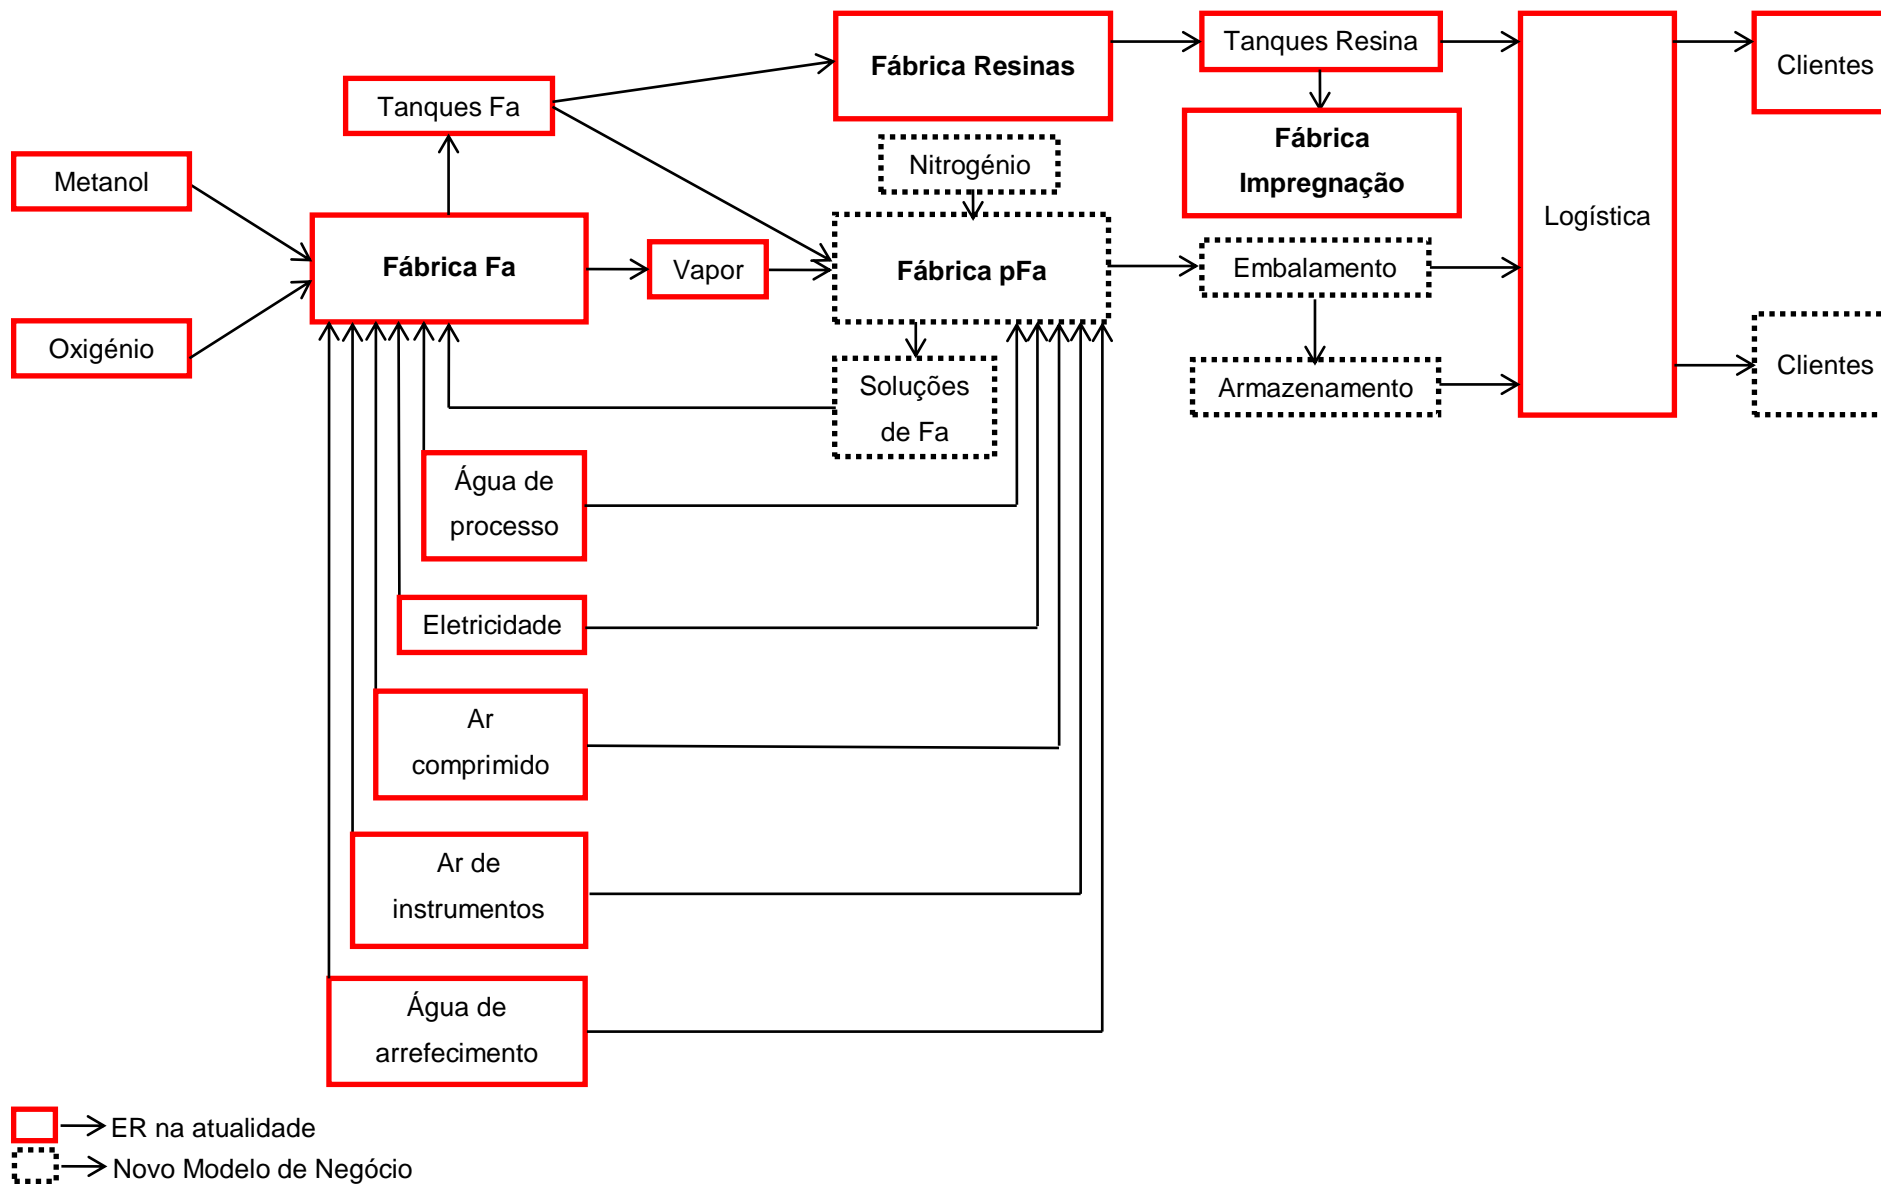 Fábrica Resinas
Tanques Resina
Clientes
Tanques Fa
Fábrica
Impregnação
Nitrogénio
Metanol
Logística
Fábrica Fa
Vapor
Fábrica pFa
Embalamento
Oxigénio
Soluções
de Fa
Armazenamento
Clientes
Água de
processo
Eletricidade
Ar
comprimido
Ar de
instrumentos
Água de
arrefecimento
ER na atualidade
Novo Modelo de Negócio